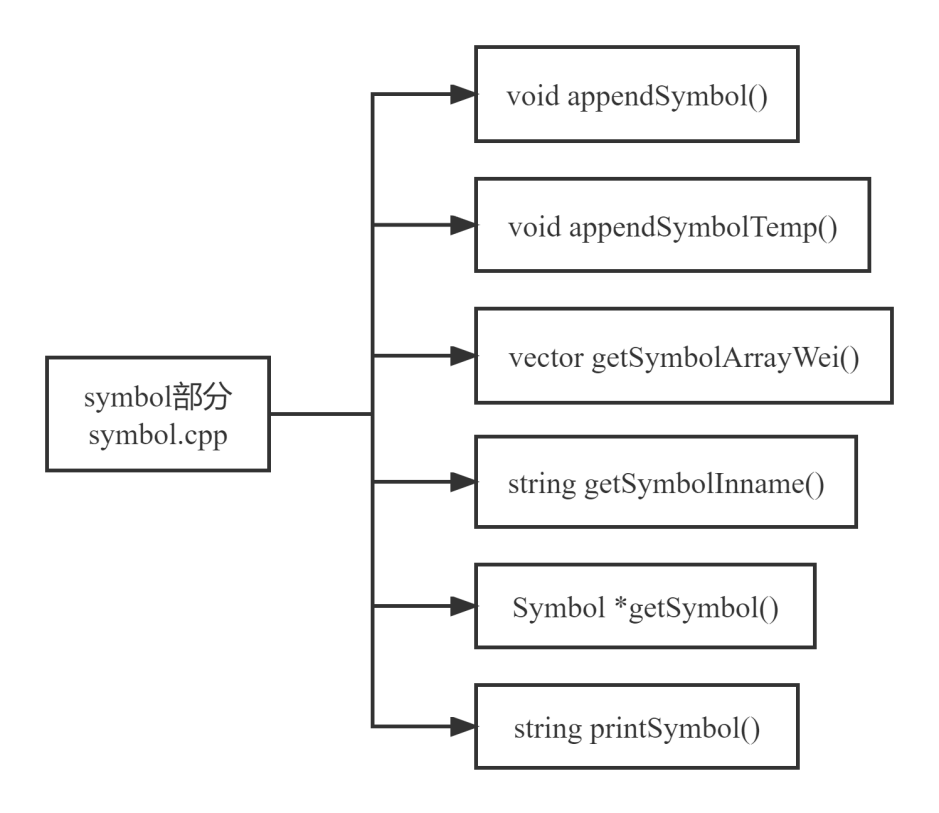 void appendSymbol()
void appendSymbolTemp()
vector getSymbolArrayWei()
symbol部分
symbol.cpp
string getSymbolInname()
Symbol *getSymbol()
string printSymbol()